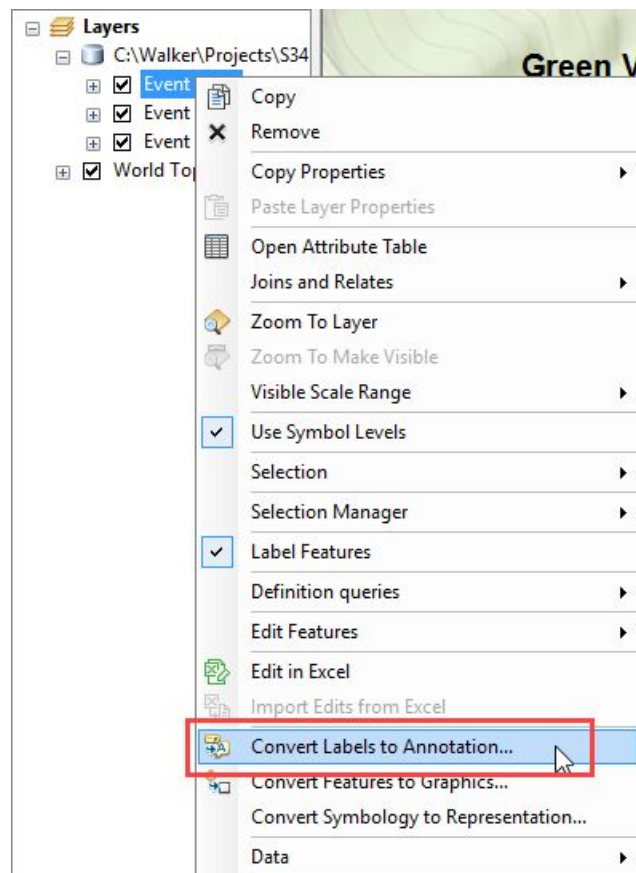 Layers
C:\Walker\Projects\S34
Green V
Event
Event
Event
World Top
Copy
Remove
Copy Properties
Paste Layer Properties
Open Attribute Table
Joins and Relates
Zoom To Layer
Zoom To Make Visible
Visible Scale Range
Use Symbol Levels
Selection
Selection Manager
Label Features
Definition queries
Edit Features
Edit in Excel
Import Edits from Excel
Convert Labels to Annotation...
Convert Features to Graphics...
Convert Symbology to Representation...
Data